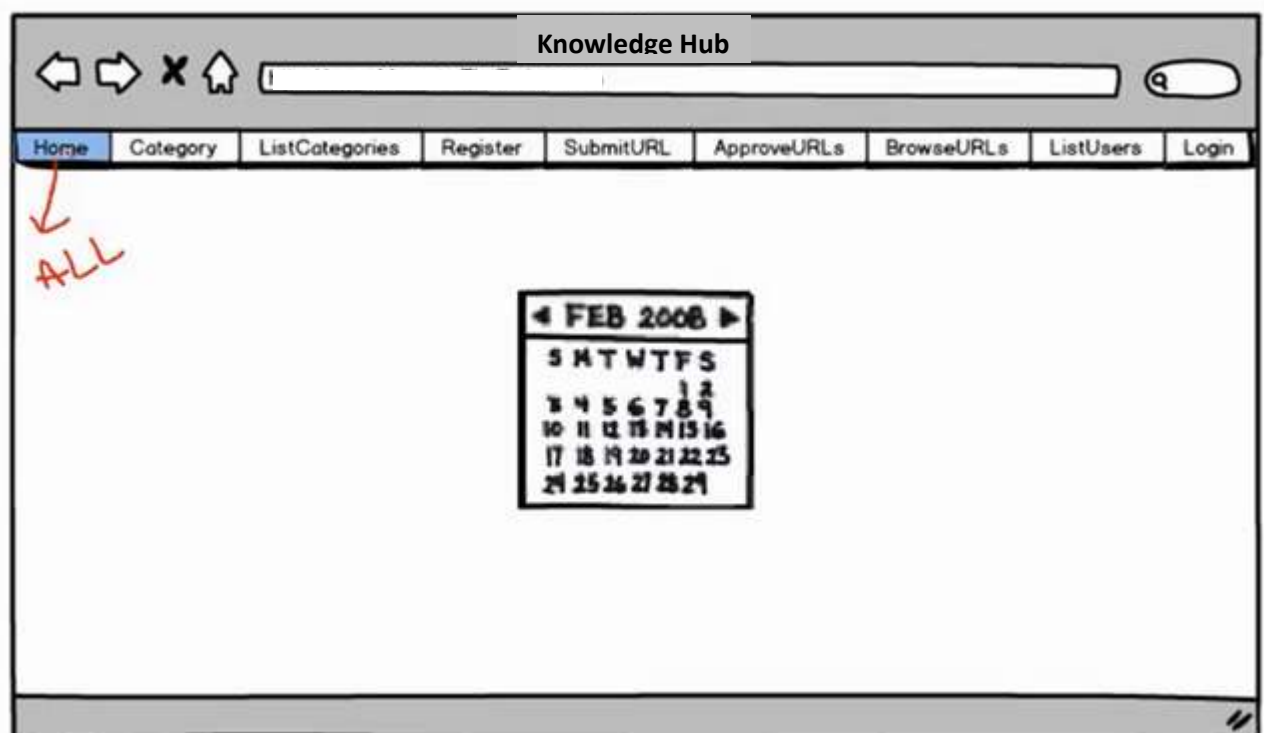 Knowledge Hub
Home Category ListCategories Register SubmitURL ApproveURLs BrowseURLs ListUsers Login
ALL
FEB 2008
S M T W T F S
1 2
3 4 5 6 7 8 9
10 11 12 13 14 15 16
17 18 19 20 21 22 23
24 25 26 27 28 29